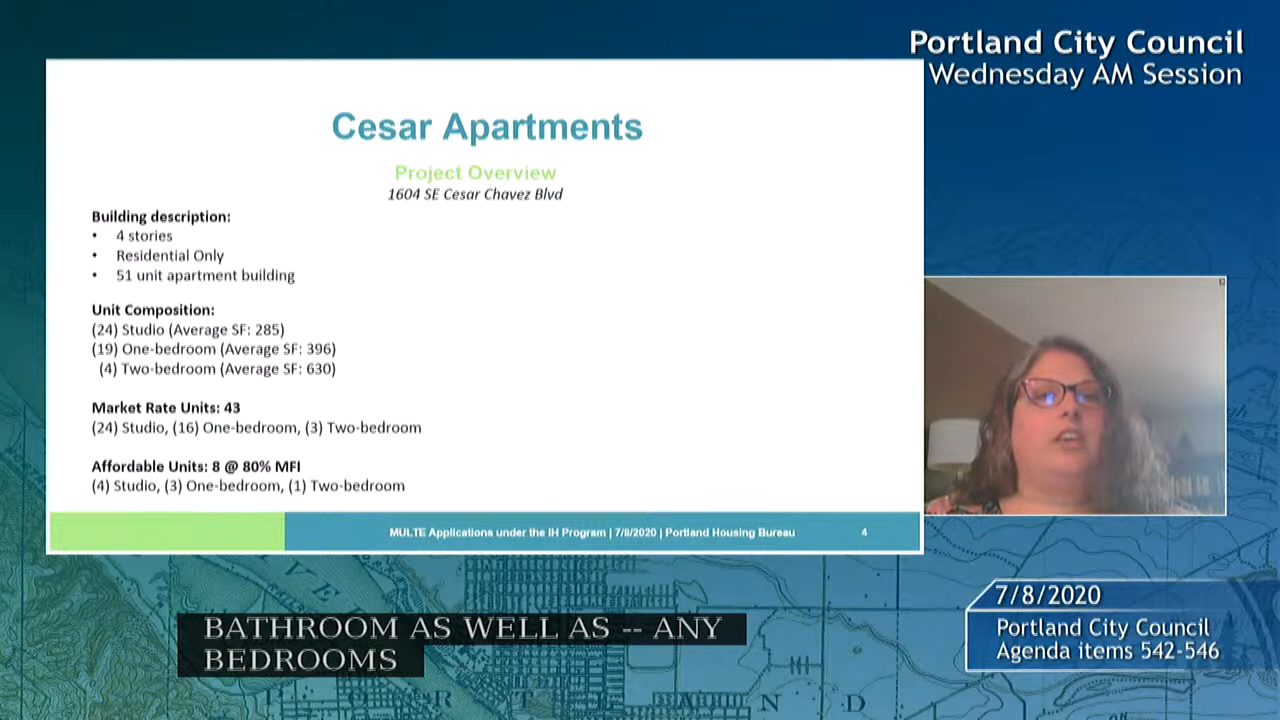 Portland City Council
Wednesday AM Session
Cesar Apartments
Project Overview
1604 SE Cesar Chavez Blvd
Building description:
• 4 stories
• Residential Only
• 51 unit apartment building
Unit Composition:
(24) Studio (Average SF: 285)
(19) One-bedroom (Average SF: 396)
(4) Two-bedroom (Average SF: 630)
Market Rate Units: 43
(24) Studio, (16) One-bedroom, (3) Two-bedroom
Affordable Units: 8 @ 80% MFI
(4) Studio, (3) One-bedroom, (1) Two-bedroom
MULTE Applications under the IH Program | 7/8/2020 | Portland Housing Bureau
4
BATHROOM AS WELL AS -- ANY
BEDROOMS
7/8/2020
Portland City Council
Agenda items 542-546